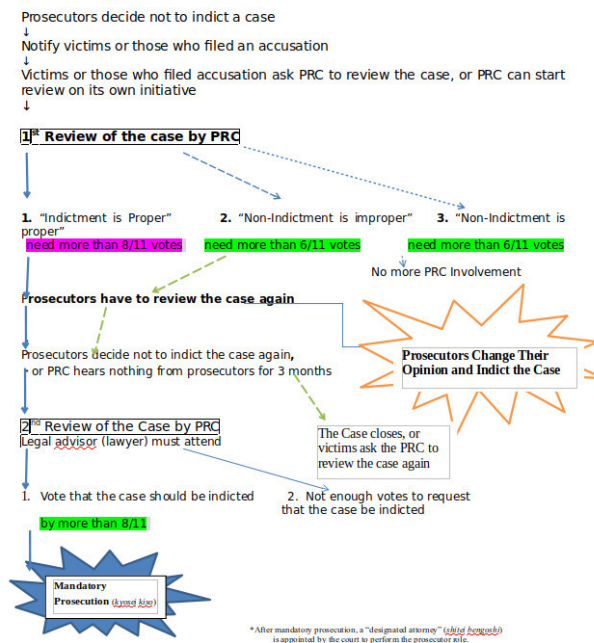 Prosecutors decide not to indict a case
↓
Notify victims or those who filed an accusation
↓
Victims or those who filed accusation ask PRC to review the case, or PRC can start
review on its own initiative
↓
1st Review of the case by PRC
1. “Indictment is Proper” 2. “Non-Indictment is improper” 3. “Non-Indictment is
proper”
need more than 8/11 votes need more than 6/11 votes need more than 6/11 votes
No more PRC Involvement
Prosecutors have to review the case again
Prosecutors Change Their
Opinion and Indict the Case
Prosecutors decide not to indict the case again,
· or PRC hears nothing from prosecutors for 3 months
2nd Review of the Case by PRC
Legal advisor (lawyer) must attend
The Case closes, or
victims ask the PRC to
review the case again
1. Vote that the case should be indicted
by more than 8/11
2. Not enough votes to request
that the case be indicted
Mandatory
Prosecution (kyosei kiso)
*After mandatory prosecution, a “designated attorney” (shitei bengoshi)
is appointed by the court to perform the prosecutor role.